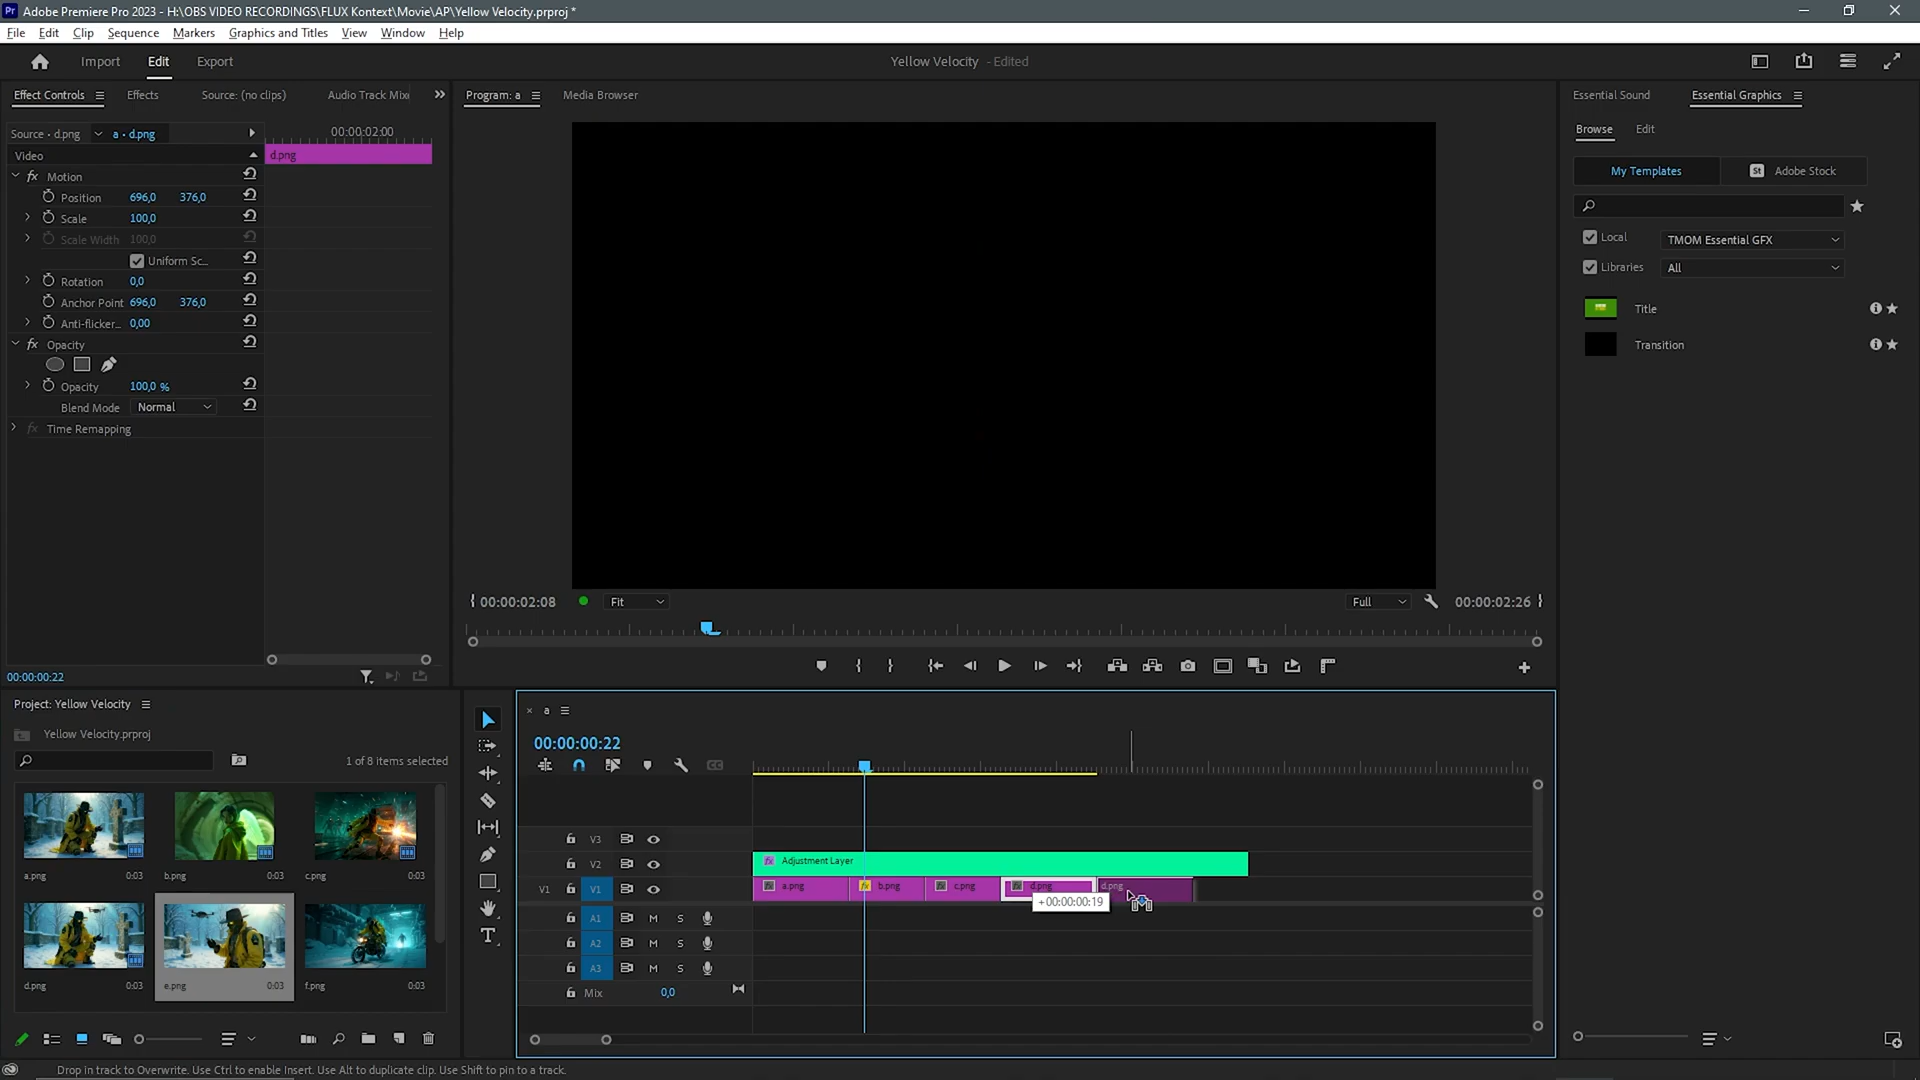 Pr Adobe Premiere Pro 2023 - H:\OBS VIDEO RECORDINGS\FLUX Kontext\Movie\AP\Yellow Velocity.prproj *
File Edit Clip Sequence Markers Graphics and Titles View Window Help
Import Edit Export
Yellow Velocity - Edited
Effect Controls Effects Source: (no clips) Audio Track Mixe
Source • d.png a • d.png
00:00:02:00
Video
d.png
Motion
Position 696,0 376,0
Scale 100,0
Scale Width 100,0
Uniform Sc...
Rotation 0,0
Anchor Point 696,0 376,0
Anti-flicker... 0,00
Opacity
Opacity 100,0 %
Blend Mode Normal
Time Remapping
00:00:00:22
Program: a Media Browser
00:00:02:08 Fit Full 00:00:02:26
Essential Sound Essential Graphics
Browse Edit
My Templates St Adobe Stock
Local TMOM Essential GFX
Libraries All
Title
Transition
Project: Yellow Velocity
Yellow Velocity.prproj
1 of 8 items selected
a.png 0:03 b.png 0:03 c.png 0:03
d.png 0:03 e.png 0:03 f.png 0:03
a
00:00:00:22
CC
V3
V2 Adjustment Layer
V1 V1 a.png b.png c.png d.png d.png
+00:00:00:19
A1 M S
A2 M S
A3 M S
Mix 0,0
Drop in track to Overwrite. Use Ctrl to enable Insert. Use Alt to duplicate clip. Use Shift to pin to a track.